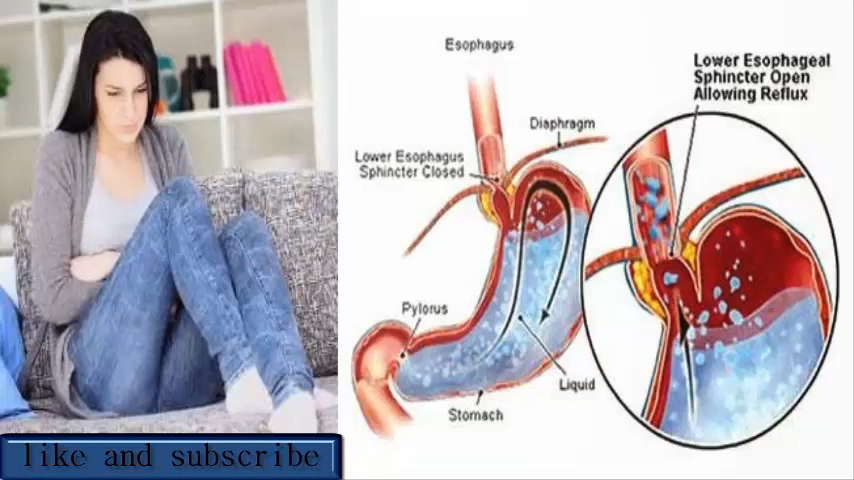 Esophagus
Lower Esophageal
Sphincter Open
Allowing Reflux
Diaphragm
Lower Esophagus
Sphincter Closed
Pylorus
Liquid
Stomach
like and subscribe